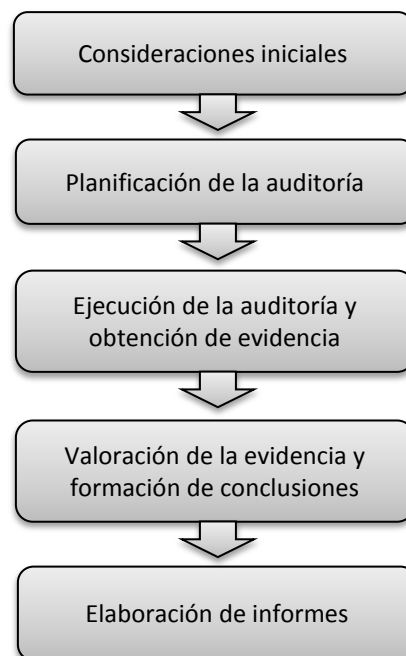 Consideraciones iniciales
Planificación de la auditoría
Ejecución de la auditoría y
obtención de evidencia
Valoración de la evidencia y
formación de conclusiones
Elaboración de informes